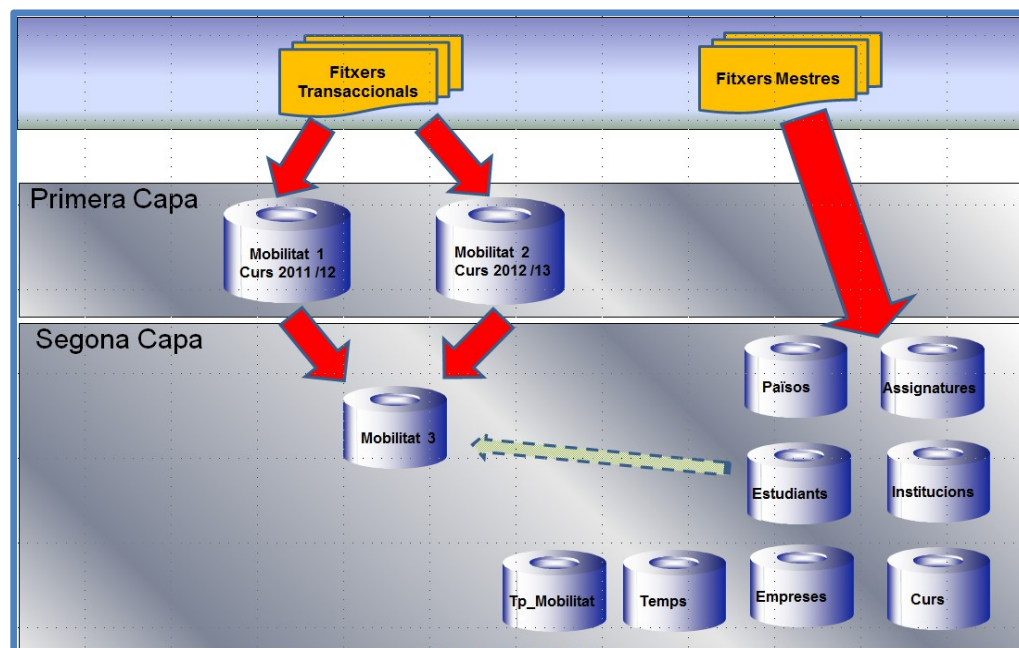 Fitxers
Transaccionals
Fitxers Mestres
Primera Capa
Mobilitat 1
Curs 2011 /12
Mobilitat 2
Curs 2012 /13
Segona Capa
Països
Assignatures
Mobilitat 3
Estudiants
Institucions
Tp_Mobilitat
Temps
Empreses
Curs